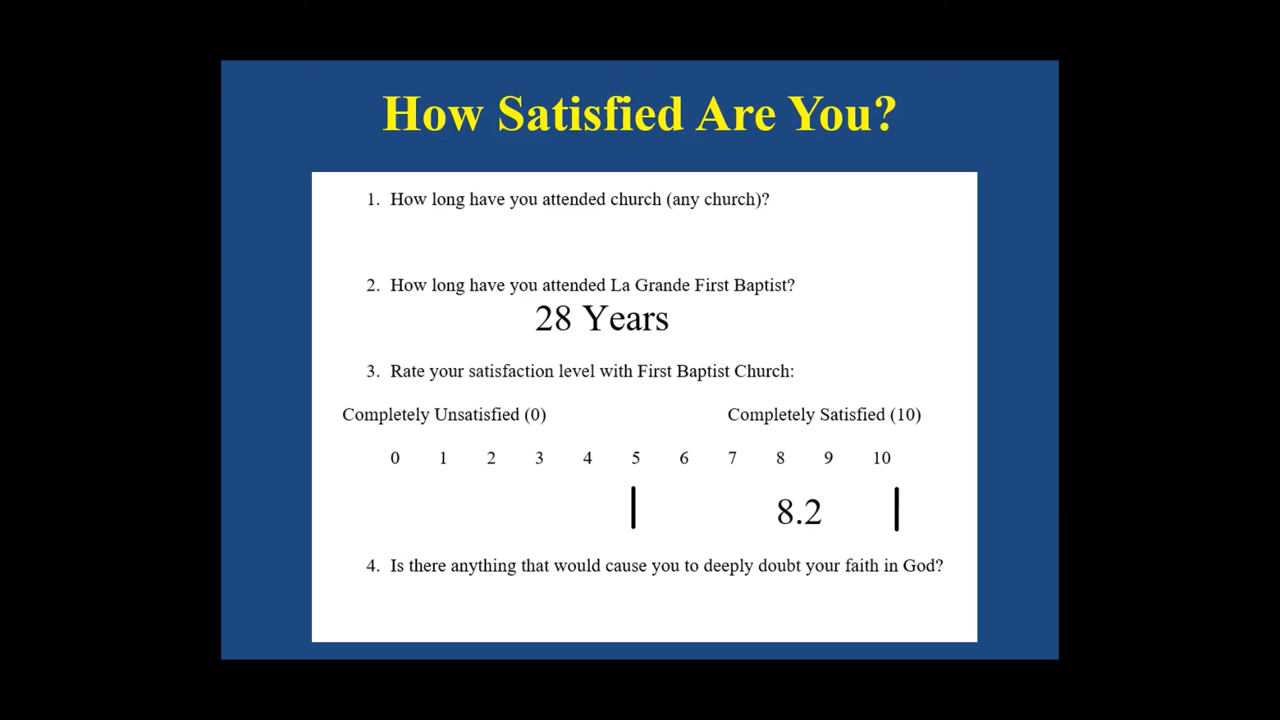 How Satisfied Are You?
1. How long have you attended church (any church)?
2. How long have you attended La Grande First Baptist?
28 Years
3. Rate your satisfaction level with First Baptist Church:
Completely Unsatisfied (0) Completely Satisfied (10)
0 1 2 3 4 5 6 7 8 9 10
8.2
4. Is there anything that would cause you to deeply doubt your faith in God?